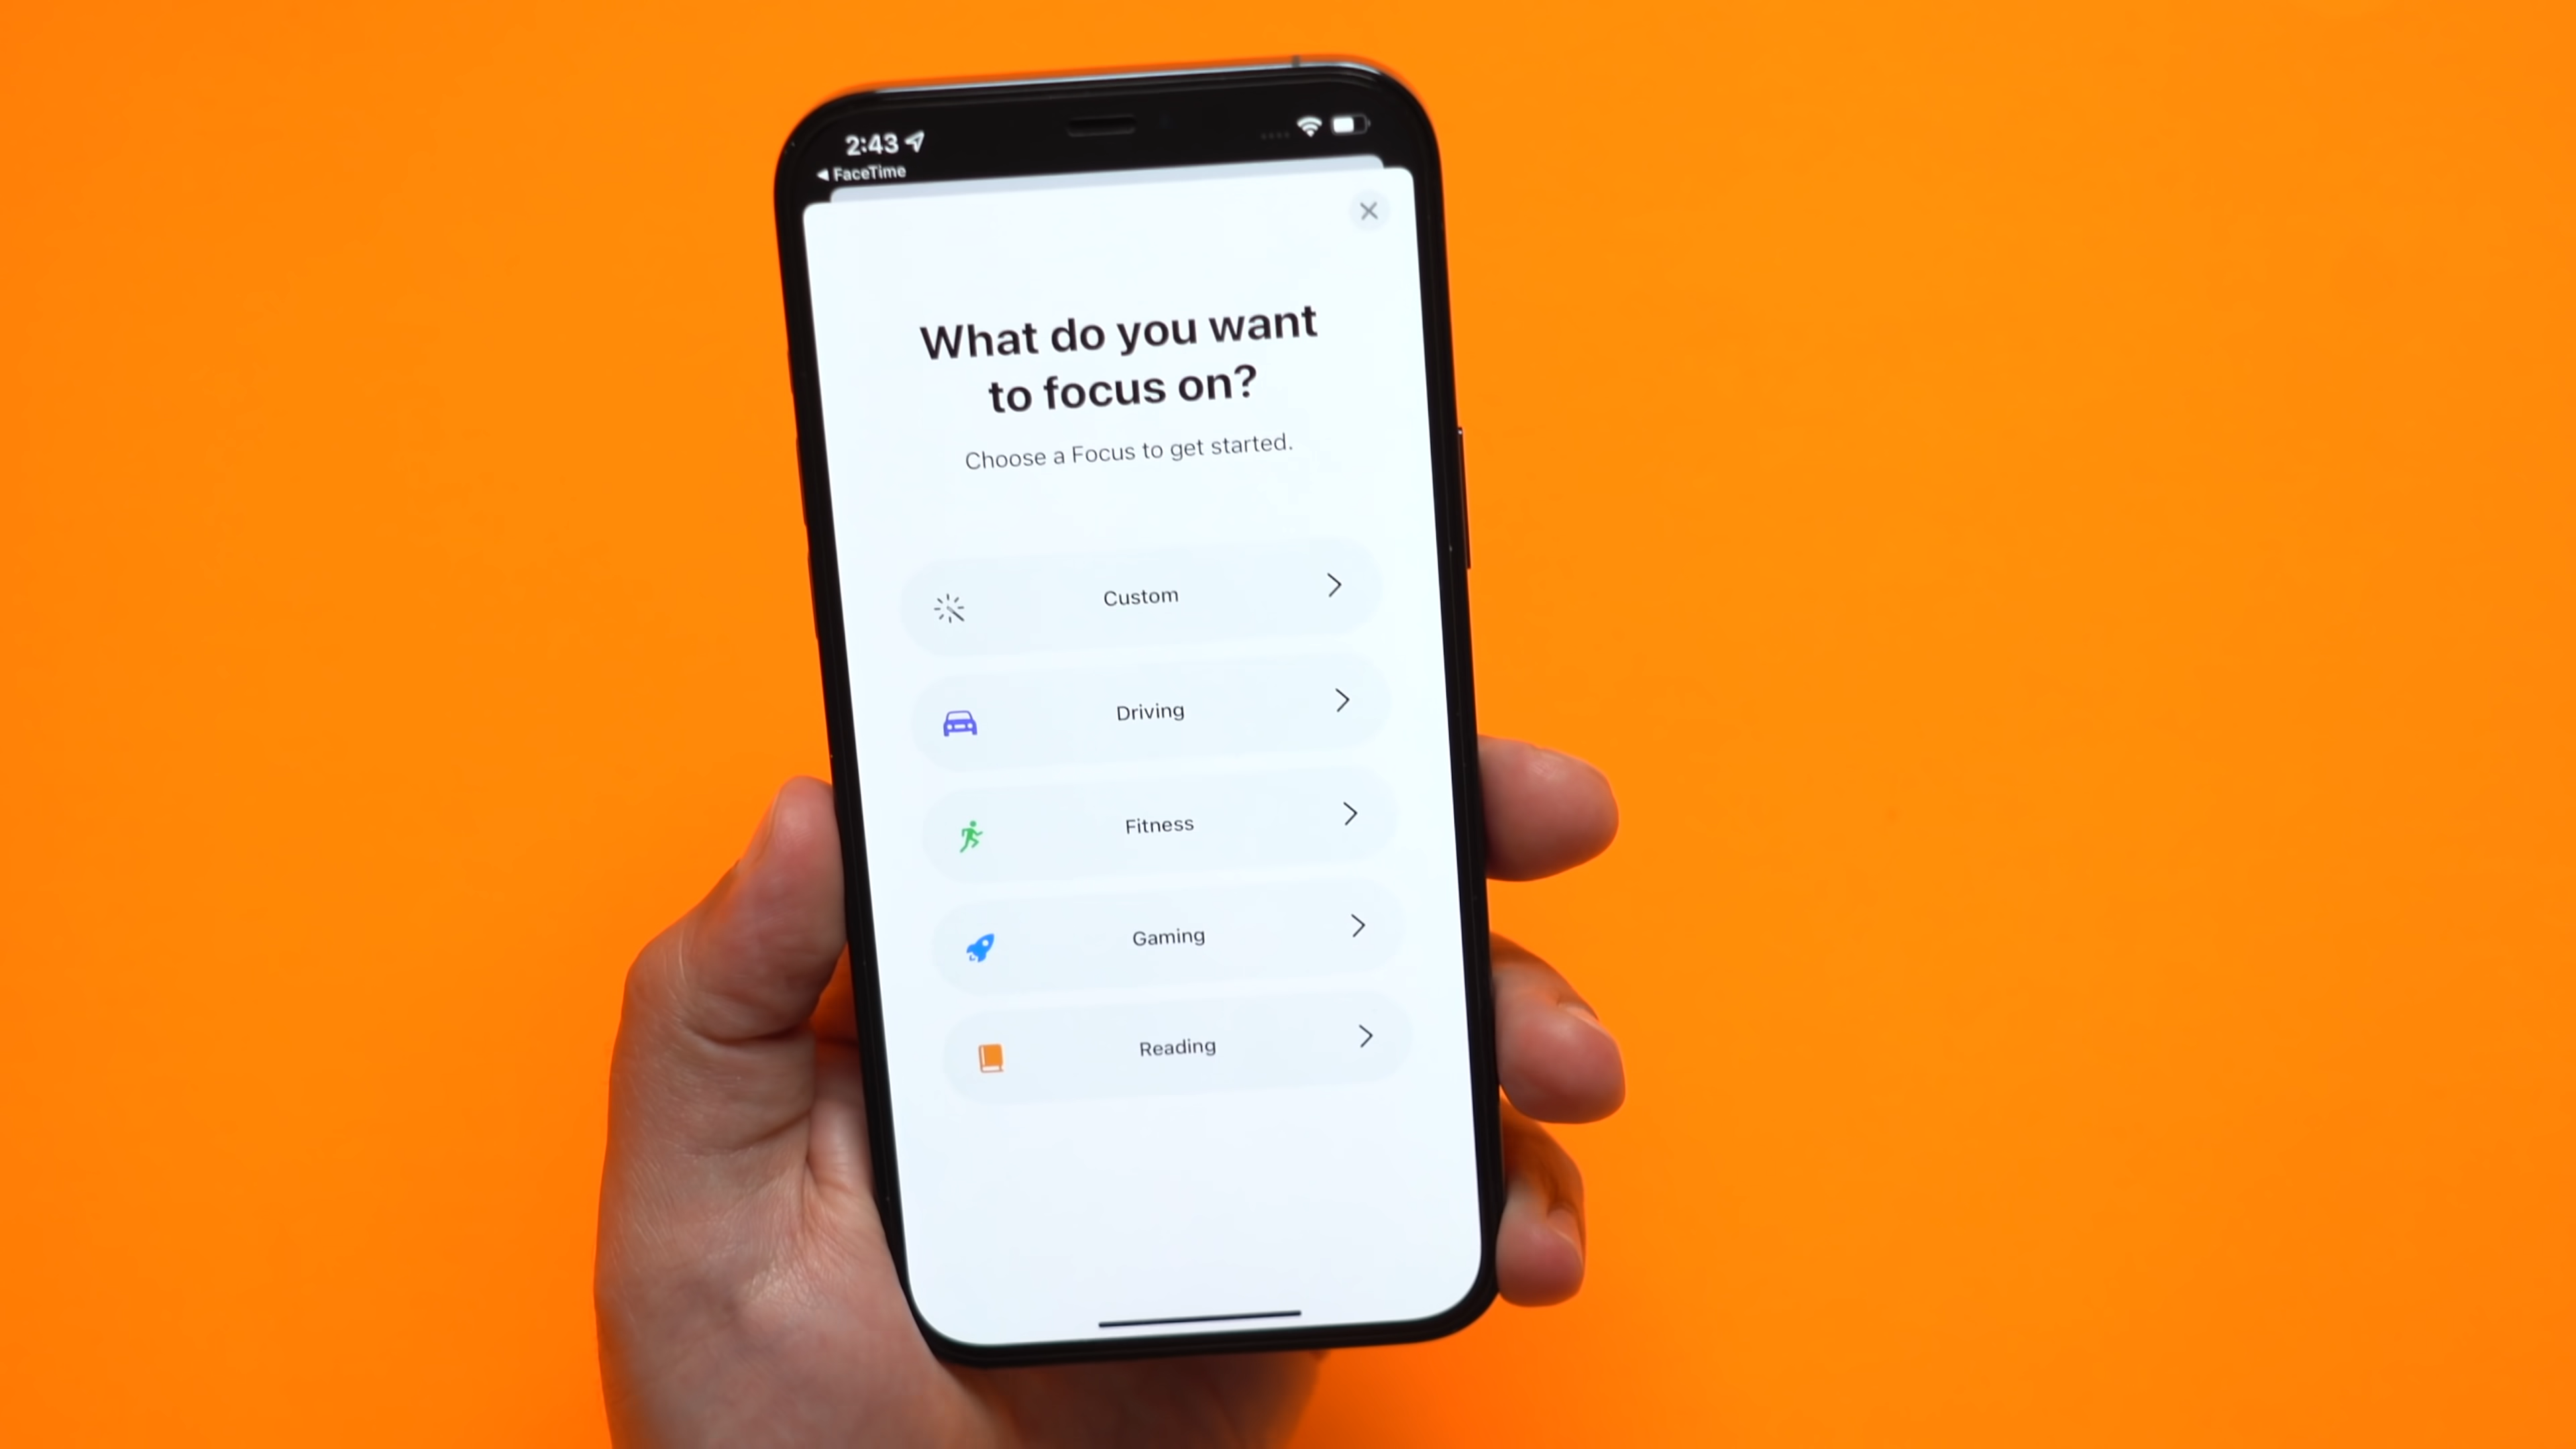 2:43
◀ FaceTime
What do you want
to focus on?
Choose a Focus to get started.
Custom
Driving
Fitness
Gaming
Reading